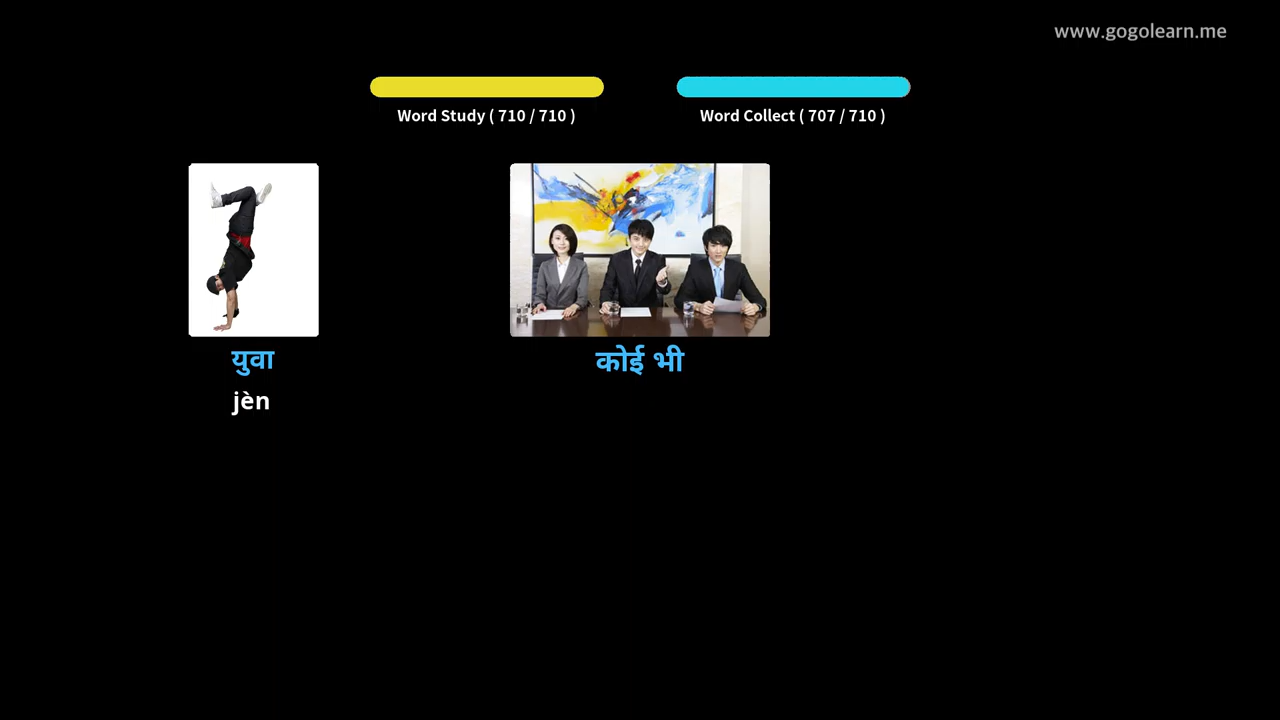 www.gogolearn.me
Word Study ( 710 / 710 )
Word Collect ( 707 / 710 )
युवा
jèn
कोई भी